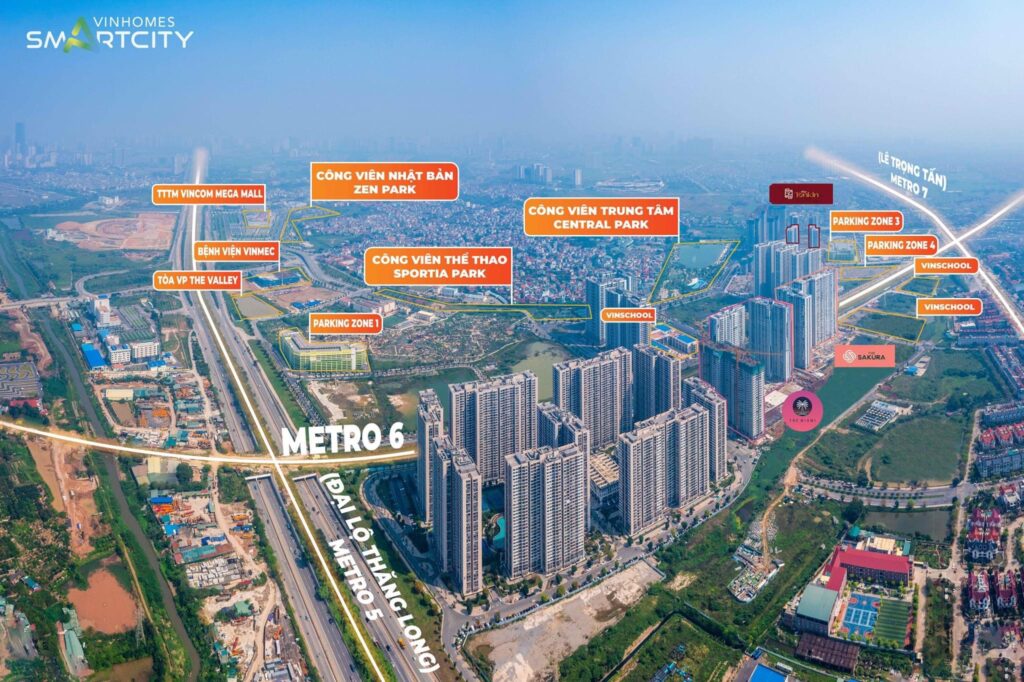 VINHOMES
SMARTCITY
CÔNG VIÊN NHẬT BẢN
ZEN PARK
TTTM VINCOM MEGA MALL
CÔNG VIÊN TRUNG TÂM
CENTRAL PARK
(LÊ TRỌNG TẤN)
METRO 7
PARKING ZONE 3
PARKING ZONE 4
BỆNH VIỆN VINMEC
CÔNG VIÊN THỂ THAO
SPORTIA PARK
TÒA VP THE VALLEY
VINSCHOOL
VINSCHOOL
VINSCHOOL
PARKING ZONE 1
SAKURA
THE MIAMI
METRO 6
(ĐẠI LỘ THĂNG LONG)
METRO 5